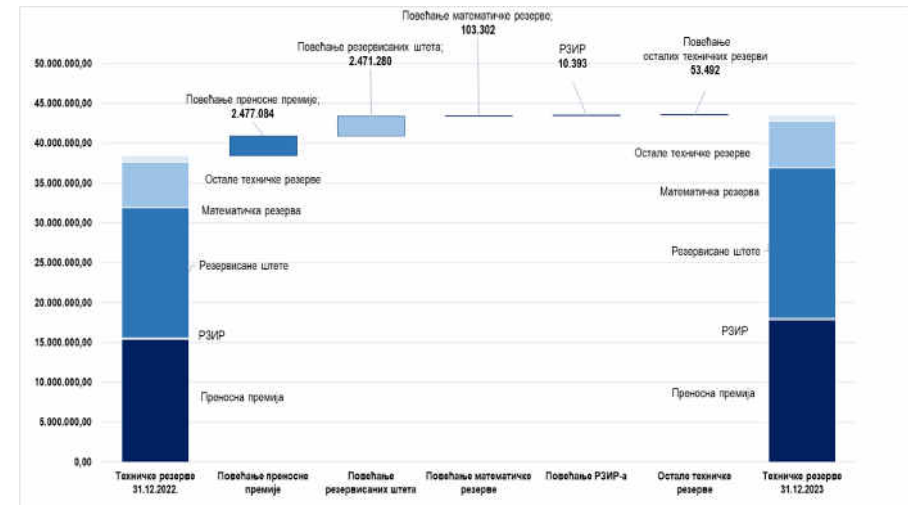 Повећање математичке резерве;
103.302
Повећање резервисаних штета;
2.471.280
РЗИР
10.393
Повећање
осталих техничких резерви
53.492
Повећање преносне премије;
2.477.084
50.000.000,00
45.000.000,00
40.000.000,00
35.000.000,00
30.000.000,00
25.000.000,00
20.000.000,00
15.000.000,00
10.000.000,00
5.000.000,00
0,00
Остале техничке резерве
Математичка резерва
Резервисане штете
РЗИР
Преносна премија
Остале техничке резерве
Математичка резерва
Резервисане штете
РЗИР
Преносна премија
Техничке резерве
31.12.2022.
Повећање преносне
премије
Повећање
резервисаних штета
Повећање математичке
резерве
Повећање РЗИР-а
Остале техничке
резерве
Техничке резерве
31.12.2023